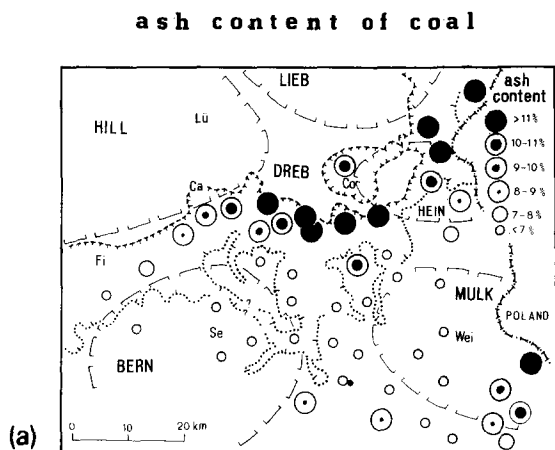 ash content of coal
LIEB
ash
content
HILL
Lü
>11%
10-11%
DREB
9-10%
Co
Ca
8-9%
HEIN
7-8%
<7%
Fi
MULK
POLAND
Se
Wei
BERN
(a)
0 10 20 km